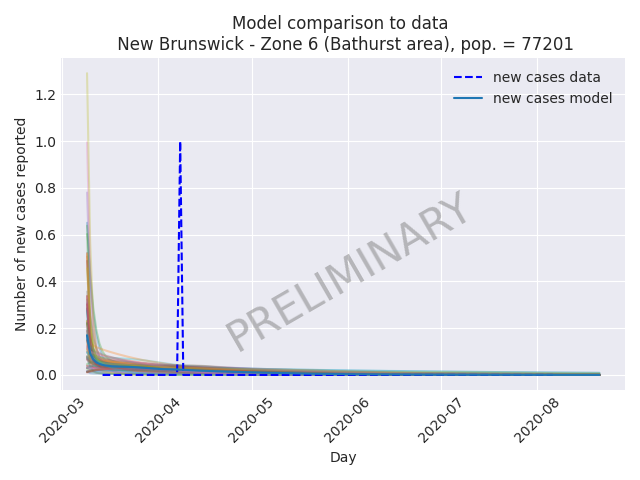 Model comparison to data
New Brunswick - Zone 6 (Bathurst area), pop. = 77201
new cases data
new cases model
Number of new cases reported
1.2
1.0
0.8
0.6
0.4
0.2
0.0
PRELIMINARY
2020-03
2020-04
2020-05
2020-06
2020-07
2020-08
Day